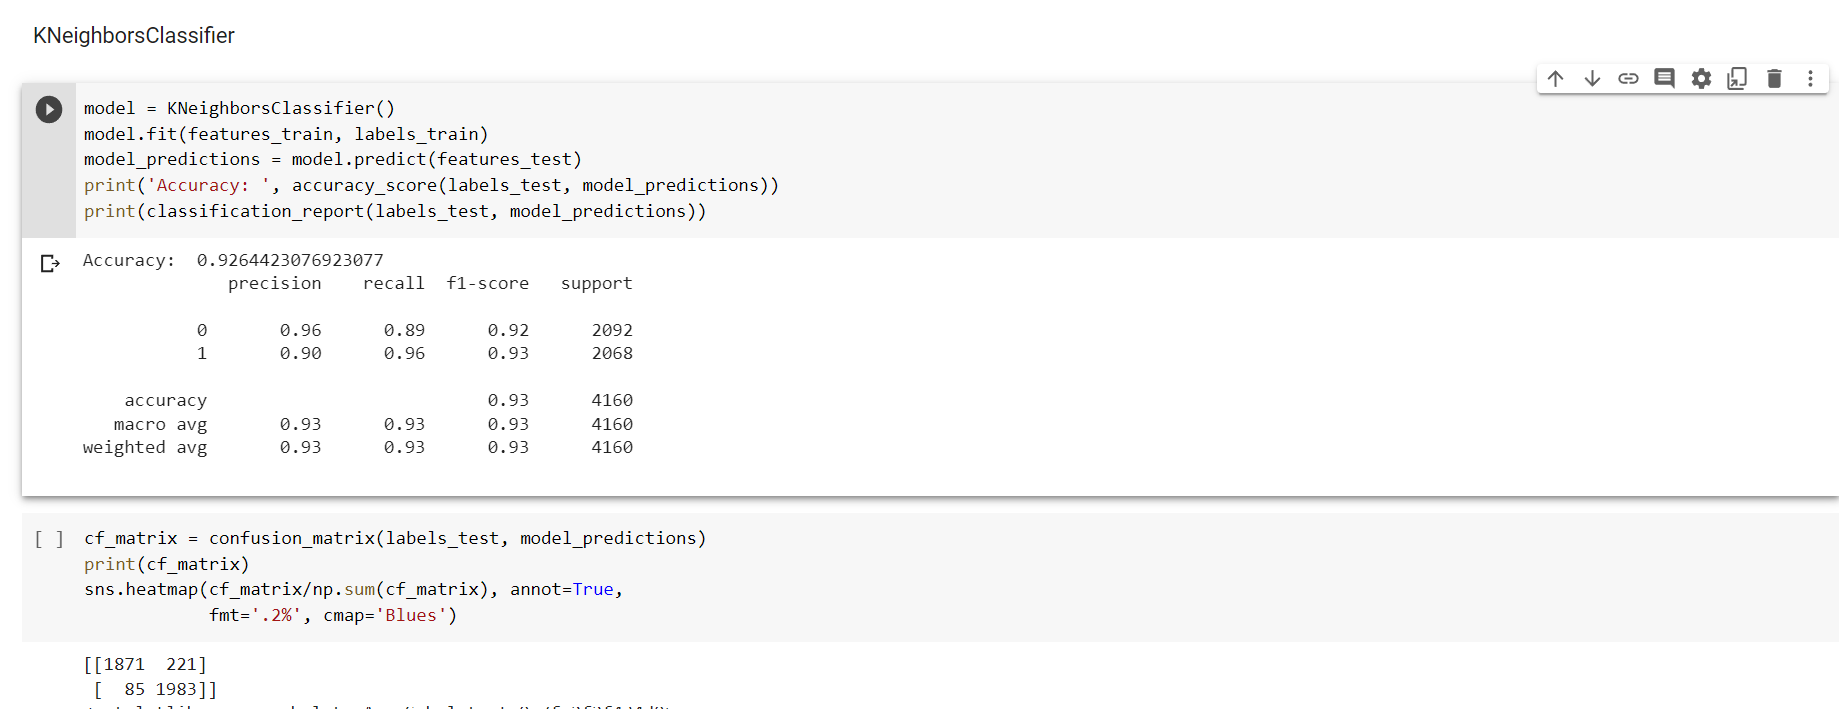 KNeighborsClassifier
model = KNeighborsClassifier()
model.fit(features_train, labels_train)
model_predictions = model.predict(features_test)
print('Accuracy: ', accuracy_score(labels_test, model_predictions))
print(classification_report(labels_test, model_predictions))
Accuracy:  0.9264423076923077
              precision    recall  f1-score   support

           0       0.96      0.89      0.92      2092
           1       0.90      0.96      0.93      2068

    accuracy                           0.93      4160
   macro avg       0.93      0.93      0.93      4160
weighted avg       0.93      0.93      0.93      4160
[ ] cf_matrix = confusion_matrix(labels_test, model_predictions)
print(cf_matrix)
sns.heatmap(cf_matrix/np.sum(cf_matrix), annot=True,
            fmt='.2%', cmap='Blues')
[[1871  221]
 [  85 1983]]